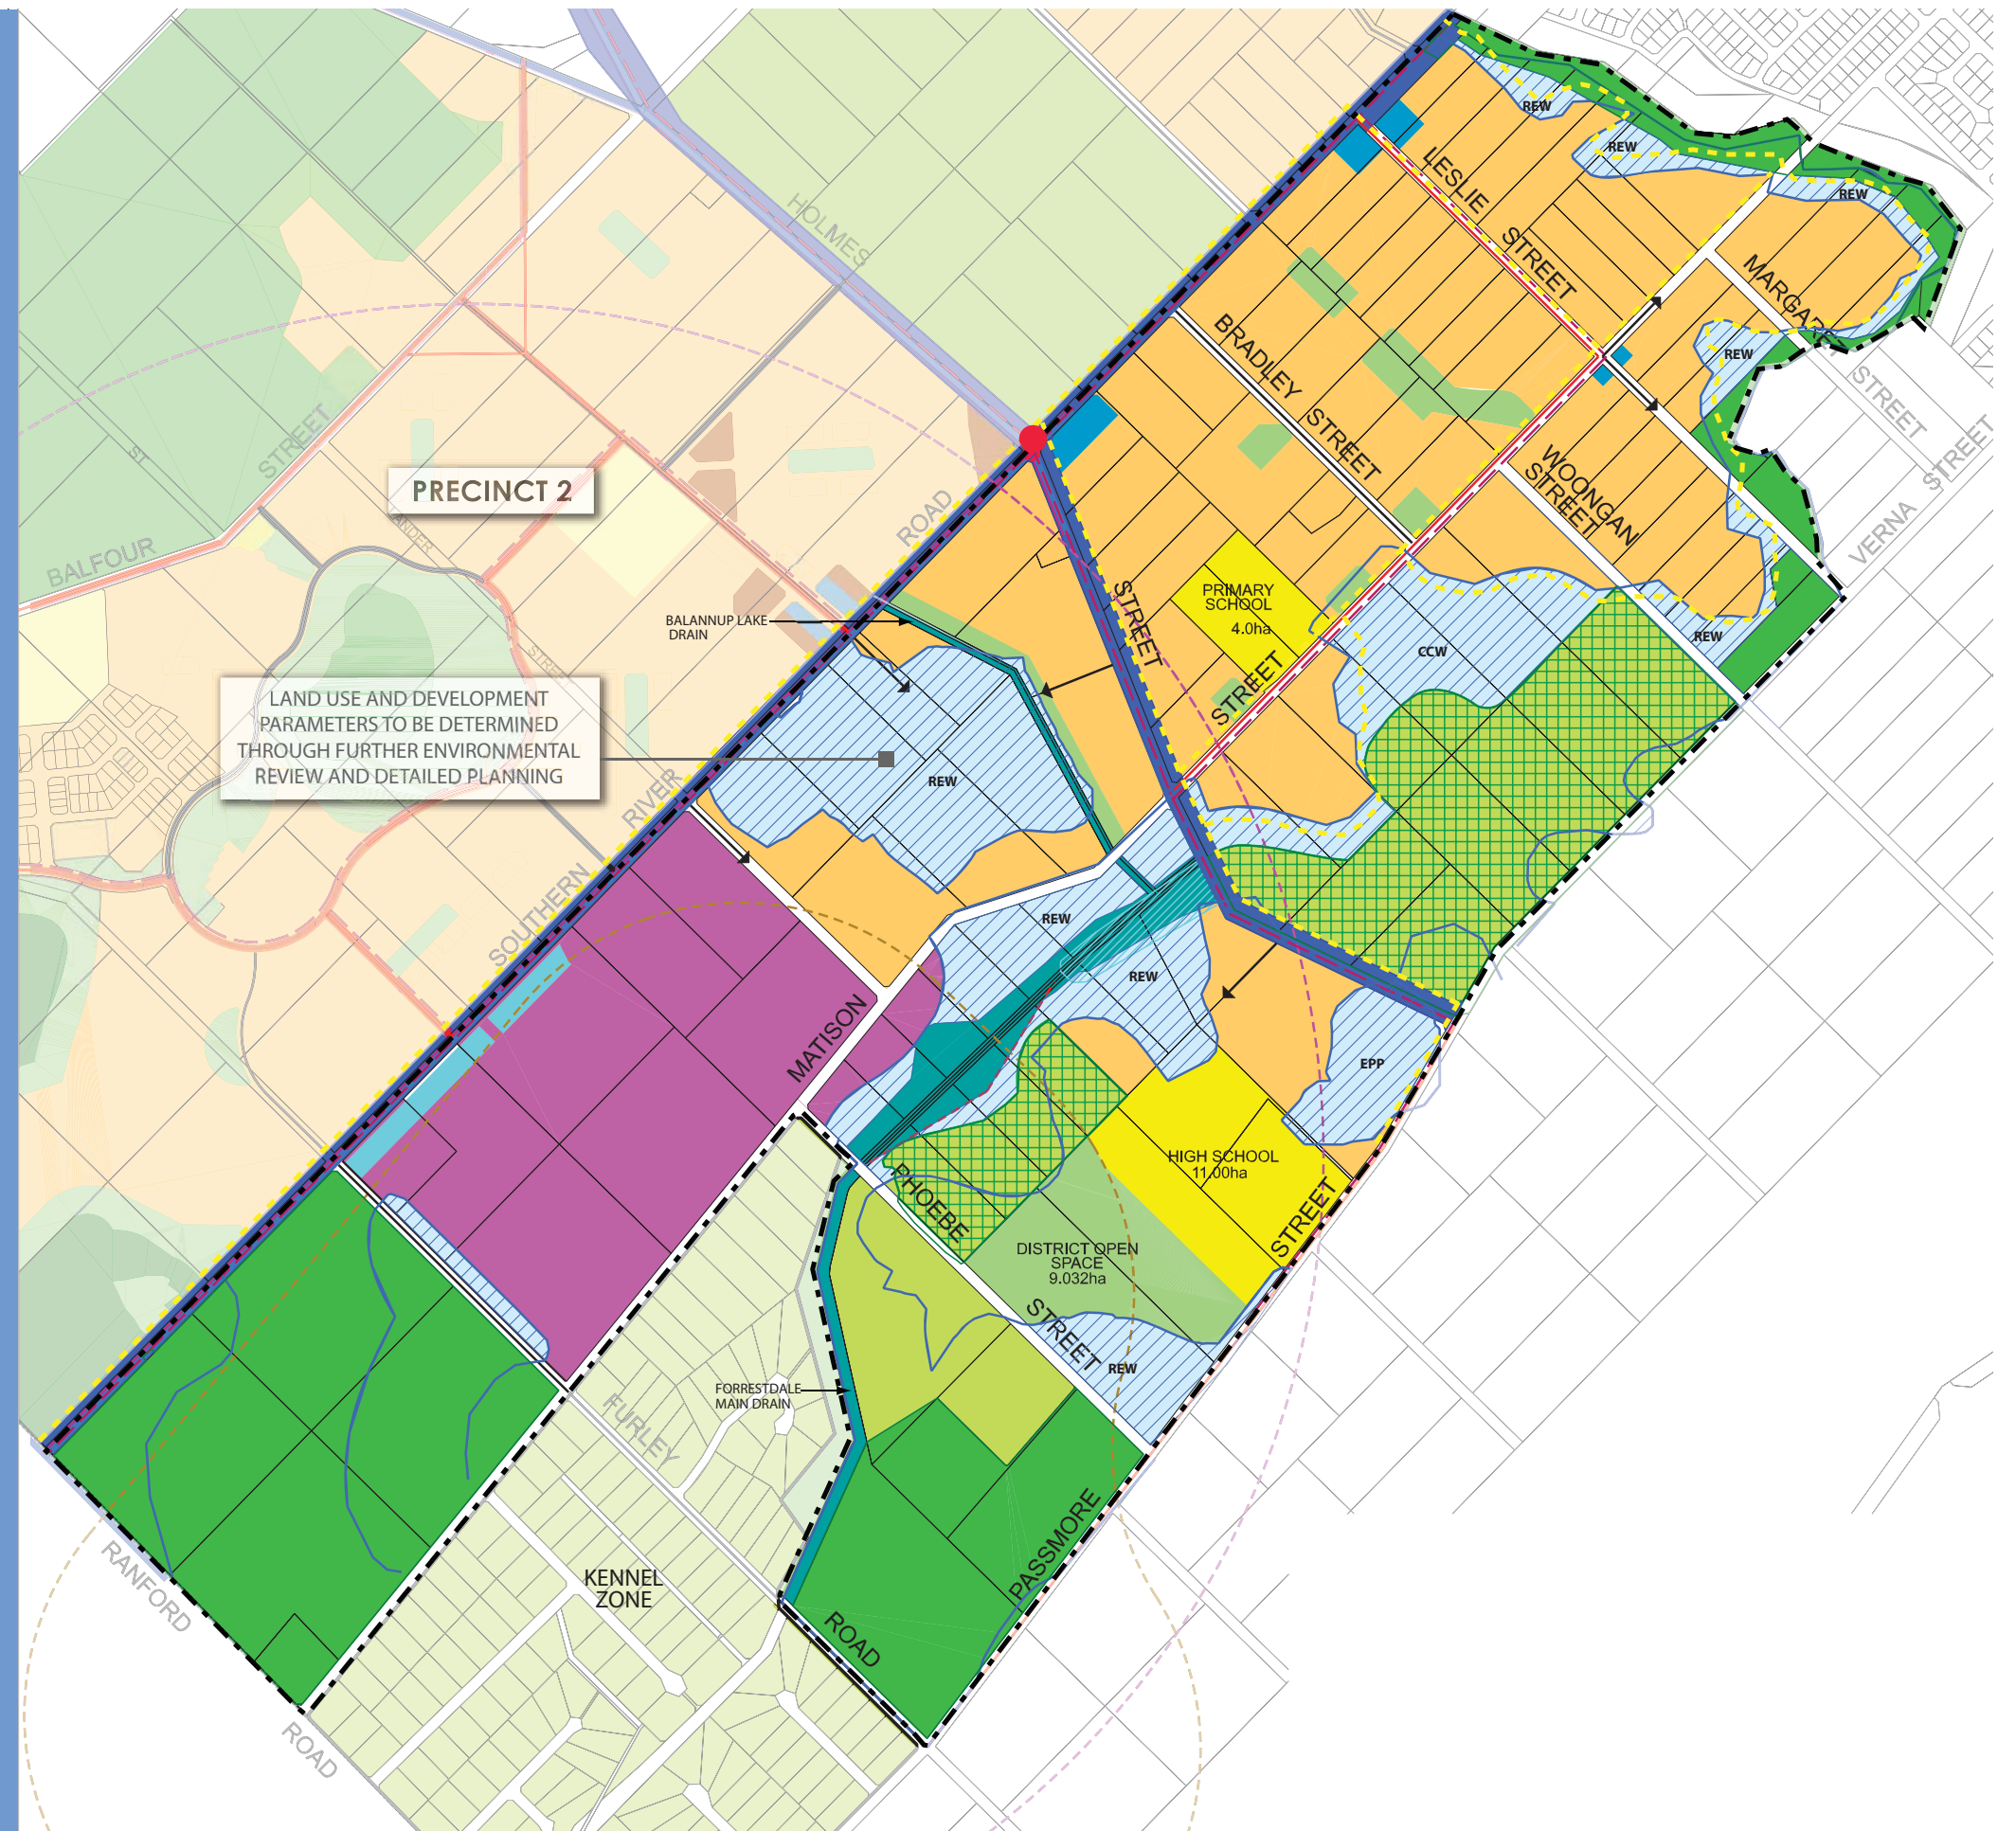 REW
REW
LESLIE
STREET
REW
HOLMES
MARGARET
STREET
BRADLEY
STREET
REW
STREET
ST
WOONGAN
STREET
VERNA
STREET
PRECINCT 2
LANDER
STREET
ROAD
BALFOUR
STREET
PRIMARY
SCHOOL
4.0ha
STREET
BALANNUP LAKE
DRAIN
CCW
REW
STREET
LAND USE AND DEVELOPMENT
PARAMETERS TO BE DETERMINED
THROUGH FURTHER ENVIRONMENTAL
REVIEW AND DETAILED PLANNING
REW
SOUTHERN
RIVER
REW
REW
MATISON
EPP
HIGH SCHOOL
11.00ha
PHOEBE
STREET
STREET
DISTRICT OPEN
SPACE
9.032ha
REW
FORRESTDALE
MAIN DRAIN
FURLEY
ROAD
PASSMORE
KENNEL
ZONE
RANFORD
ROAD